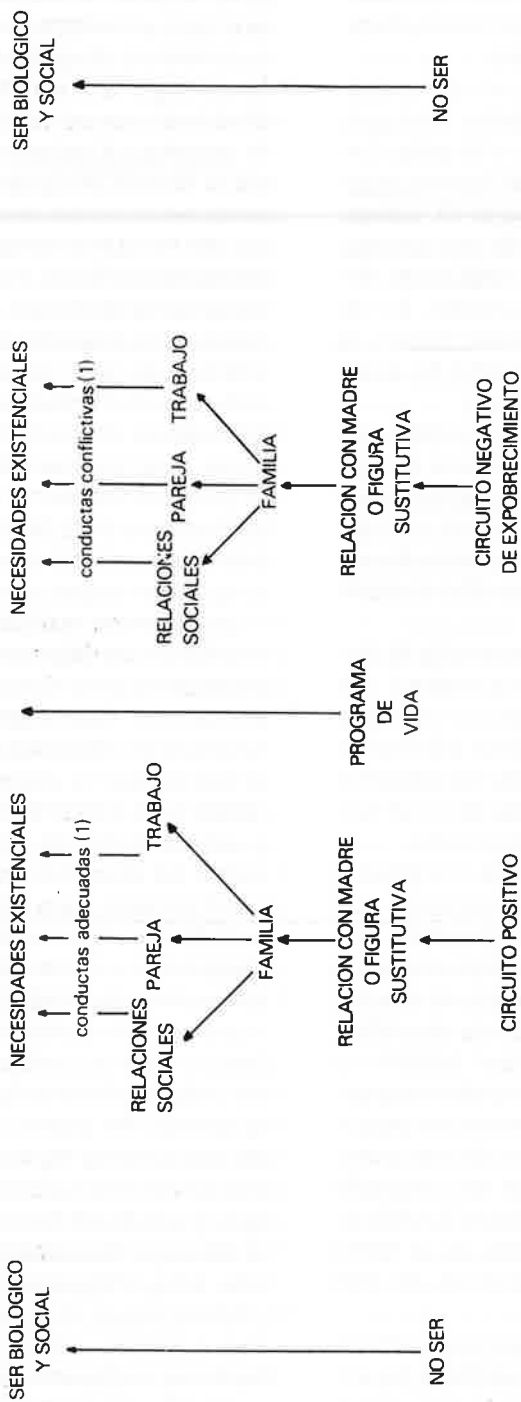 SER BIOLOGICO
Y SOCIAL
NO SER
NECESIDADES EXISTENCIALES
conductas adecuadas (1)
RELACIONES
SOCIALES
PAREJA
TRABAJO
FAMILIA
RELACION CON MADRE
O FIGURA
SUSTITUTIVA
CIRCUITO POSITIVO
PROGRAMA
DE
VIDA
NECESIDADES EXISTENCIALES
conductas conflictivas (1)
RELACIONES
SOCIALES
PAREJA
TRABAJO
FAMILIA
RELACION CON MADRE
O FIGURA
SUSTITUTIVA
CIRCUITO NEGATIVO
DE EXPOBRECIMIENTO
SER BIOLOGICO
Y SOCIAL
NO SER